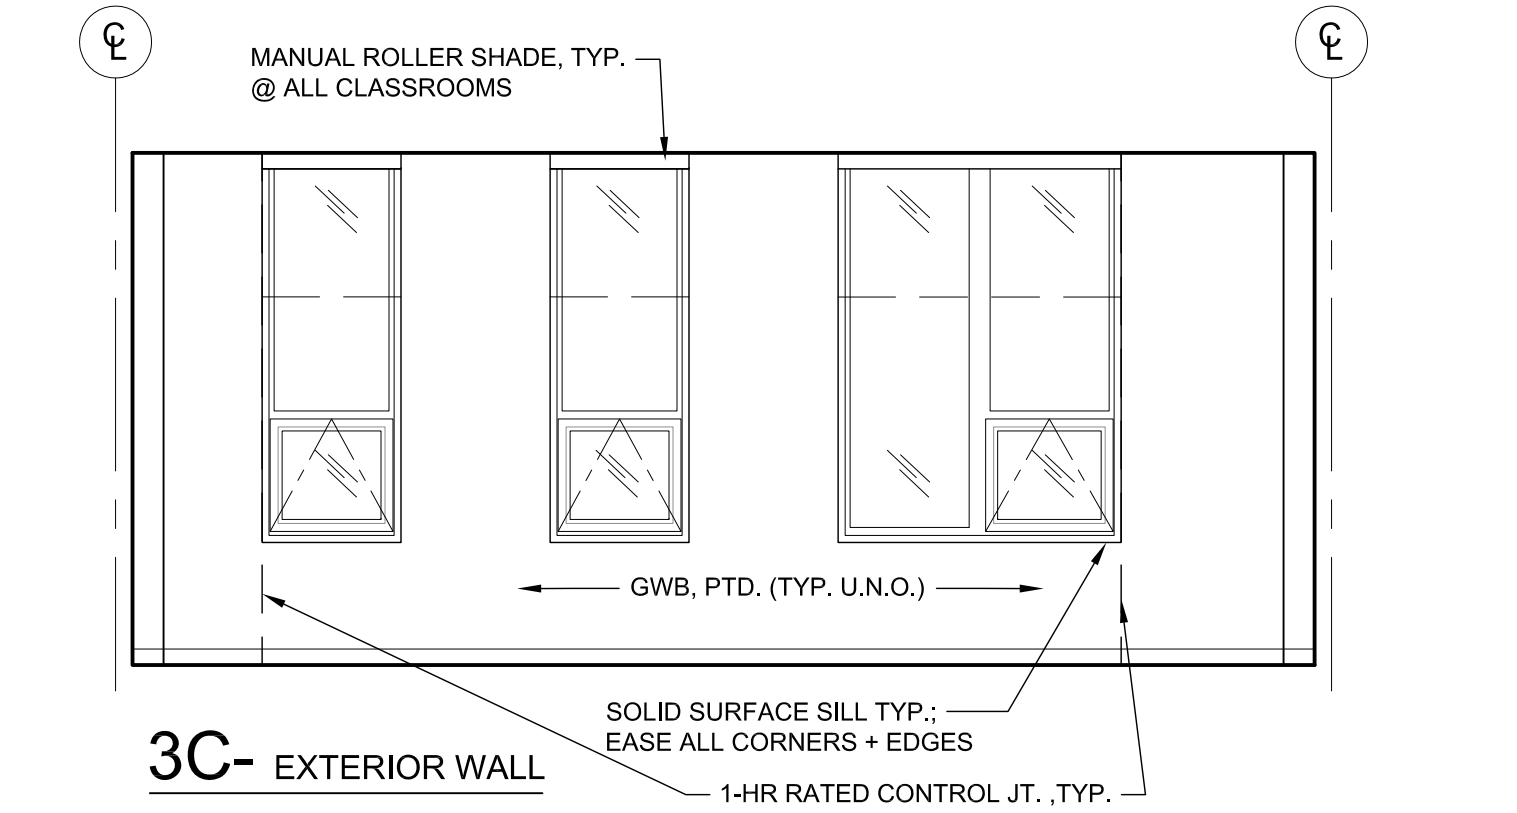 ℄ ℄
MANUAL ROLLER SHADE, TYP.
@ ALL CLASSROOMS
GWB, PTD. (TYP. U.N.O.)
SOLID SURFACE SILL TYP.;
EASE ALL CORNERS + EDGES
3C- EXTERIOR WALL
1-HR RATED CONTROL JT. ,TYP.